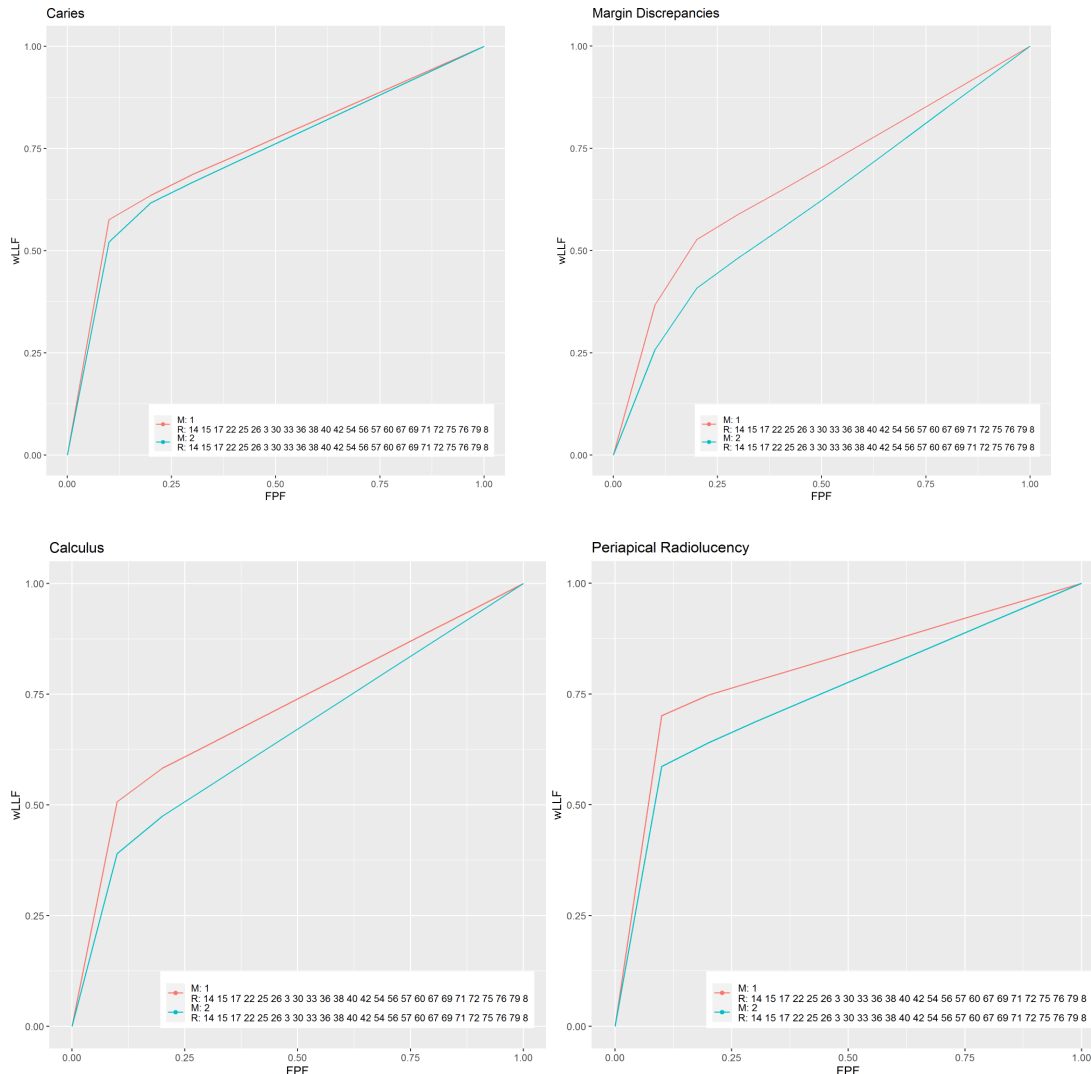 Caries
1.00
0.75
0.50
0.25
0.00
wLLF
M: 1
R: 14 15 17 22 25 26 3 30 33 36 38 40 42 54 56 57 60 67 69 71 72 75 76 79 8
M: 2
R: 14 15 17 22 25 26 3 30 33 36 38 40 42 54 56 57 60 67 69 71 72 75 76 79 8
0.00 0.25 0.50 0.75 1.00
FPF
Margin Discrepancies
1.00
0.75
0.50
0.25
0.00
wLLF
M: 1
R: 14 15 17 22 25 26 3 30 33 36 38 40 42 54 56 57 60 67 69 71 72 75 76 79 8
M: 2
R: 14 15 17 22 25 26 3 30 33 36 38 40 42 54 56 57 60 67 69 71 72 75 76 79 8
0.00 0.25 0.50 0.75 1.00
FPF
Calculus
1.00
0.75
0.50
0.25
0.00
wLLF
M: 1
R: 14 15 17 22 25 26 3 30 33 36 38 40 42 54 56 57 60 67 69 71 72 75 76 79 8
M: 2
R: 14 15 17 22 25 26 3 30 33 36 38 40 42 54 56 57 60 67 69 71 72 75 76 79 8
0.00 0.25 0.50 0.75 1.00
FPF
Periapical Radiolucency
1.00
0.75
0.50
0.25
0.00
wLLF
M: 1
R: 14 15 17 22 25 26 3 30 33 36 38 40 42 54 56 57 60 67 69 71 72 75 76 79 8
M: 2
R: 14 15 17 22 25 26 3 30 33 36 38 40 42 54 56 57 60 67 69 71 72 75 76 79 8
0.00 0.25 0.50 0.75 1.00
FPF